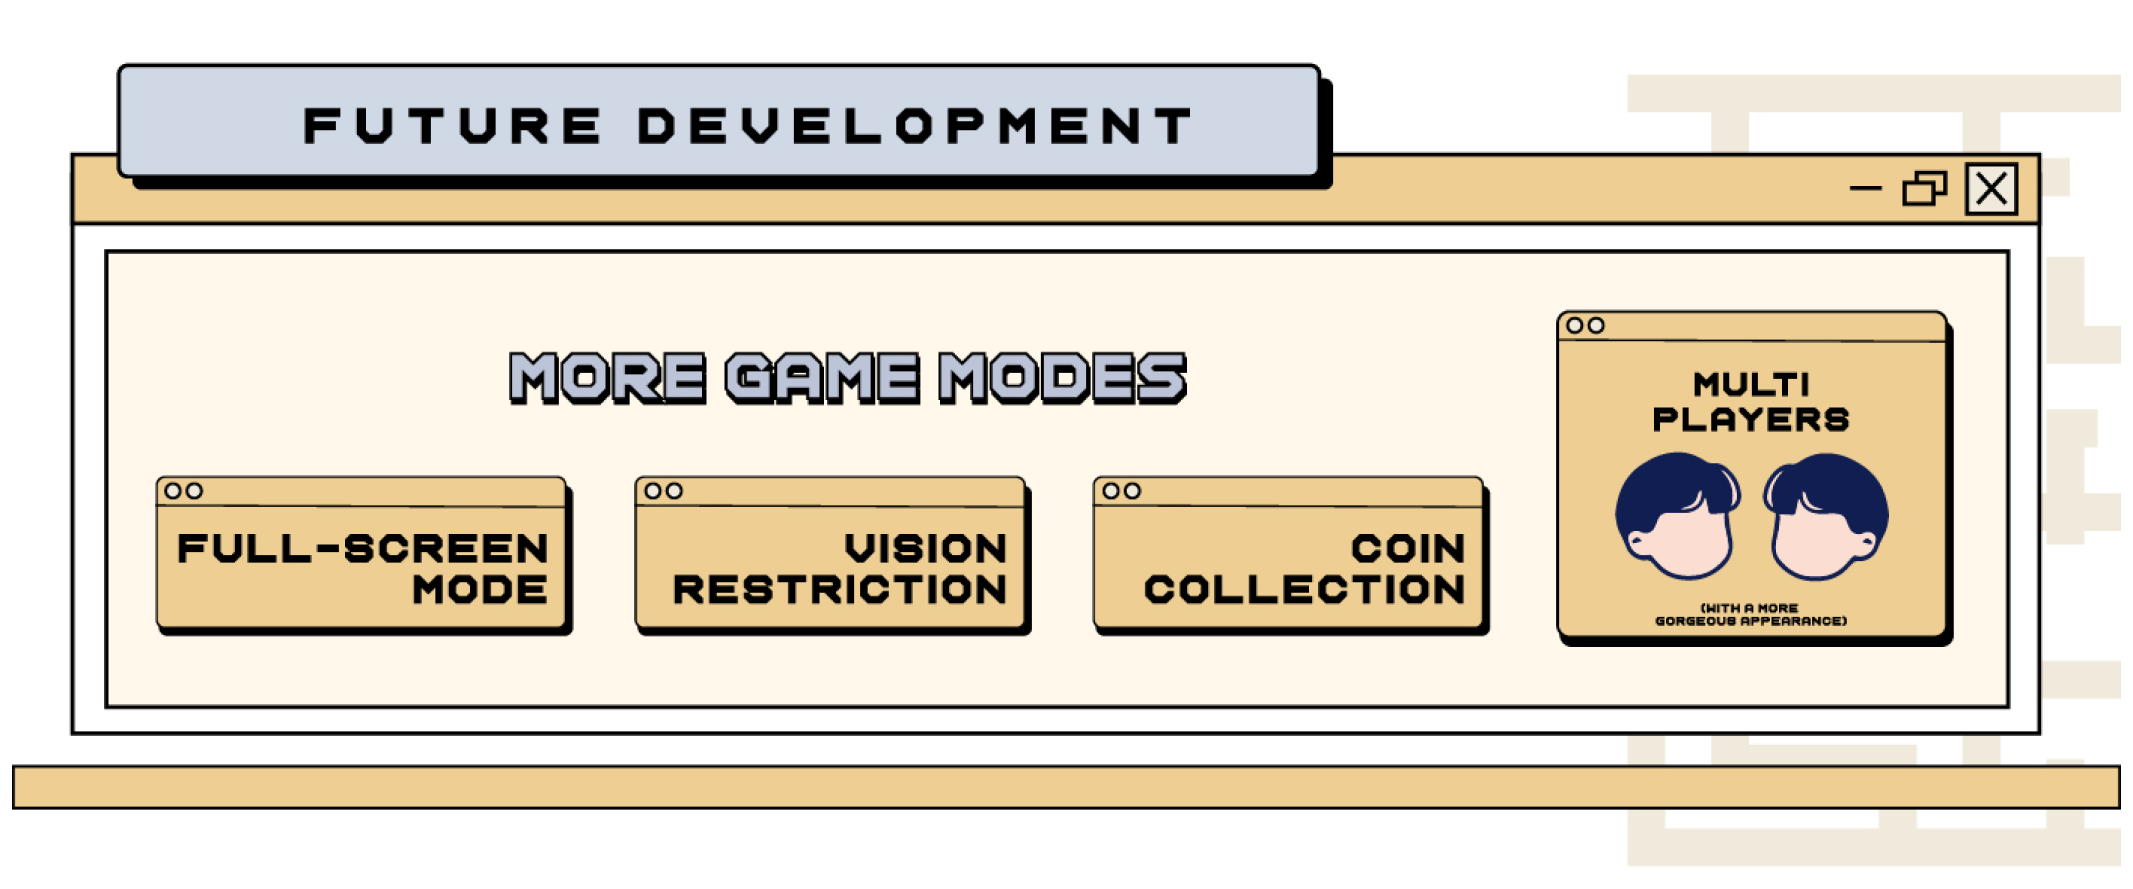 FUTURE DEVELOPMENT
MORE GAME MODES
FULL-SCREEN
MODE
VISION
RESTRICTION
COIN
COLLECTION
MULTI
PLAYERS
(WITH A MORE
GORGEOUS APPEARANCE)